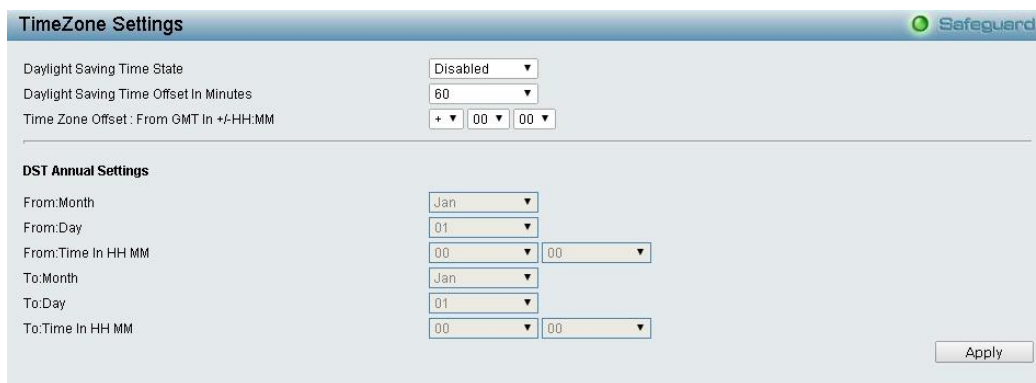 TimeZone Settings
Safeguard
Daylight Saving Time State Disabled
Daylight Saving Time Offset In Minutes 60
Time Zone Offset : From GMT In +/-HH:MM + 00 00
DST Annual Settings
From:Month Jan
From:Day 01
From:Time In HH MM 00 00
To:Month Jan
To:Day 01
To:Time In HH MM 00 00
Apply